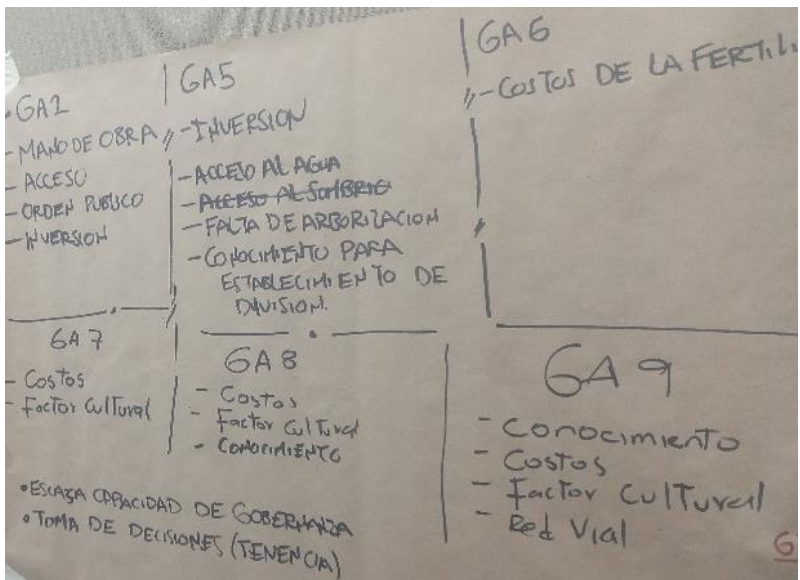 ·GA2
- MANO DE OBRA
- ACCESO
- ORDEN PUBLICO
- INVERSION
GA5
- INVERSION
- ACCESO AL AGUA
- ACCESO AL SOMBRIO
- FALTA DE ARBORIZACION
- CONOCIMIENTO PARA
ESTABLECIMIENTO DE
DIVISION.
GA6
- COSTOS DE LA
GA7
- Costos
- Factor Cultural
GA8
- Costos
- Factor Cultural
- CONOCIMIENTO
GA9
- Conocimiento
- Costos
- Factor Cultural
- Red Vial
• ESCASA CAPACIDAD DE GOBERNANZA
• TOMA DE DECISIONES (TENENCIA)